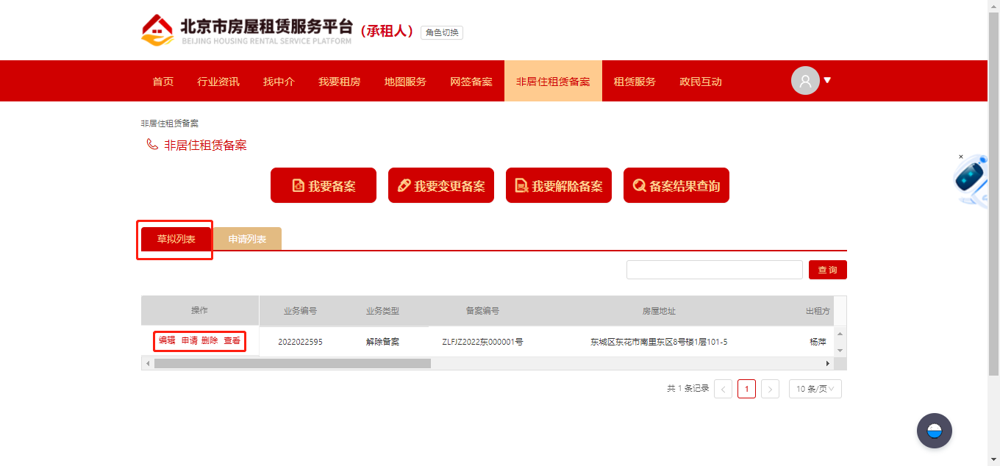 北京市房屋租赁服务平台 (承租人) 角色切换
BEIJING HOUSING RENTAL SERVICE PLATFORM
首页 行业资讯 找中介 我要租房 地图服务 网签备案 非居住租赁备案 租赁服务 政民互动
非居住租赁备案
非居住租赁备案
我要备案 我要变更备案 我要解除备案 备案结果查询
草拟列表 申请列表
查 询
操作 业务编号 业务类型 备案编号 房屋地址 出租方
编辑 申请 删除 查看 2022022595 解除备案 ZLFJZ2022东000001号 东城区东花市南里东区8号楼1层101-5 杨萍
共 1 条记录 < 1 > 10 条/页